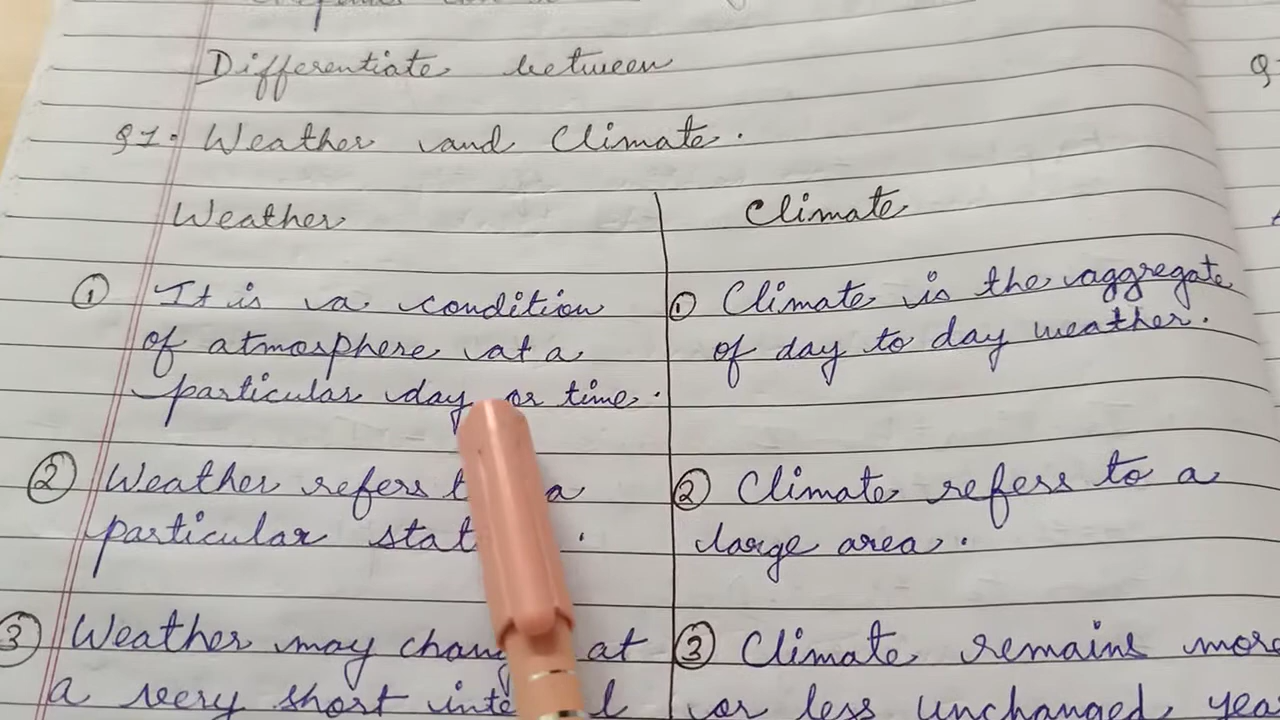 Differentiate between
Q1. Weather and Climate.
Weather
Climate
① It is a condition
of atmosphere at a
particular day or time.
① Climate is the aggregate
of day to day weather.
② Weather refers a
particular
② Climate refers to a
large area.
③ Weather may at
a very short
③ Climate remains more
or less unchanged,